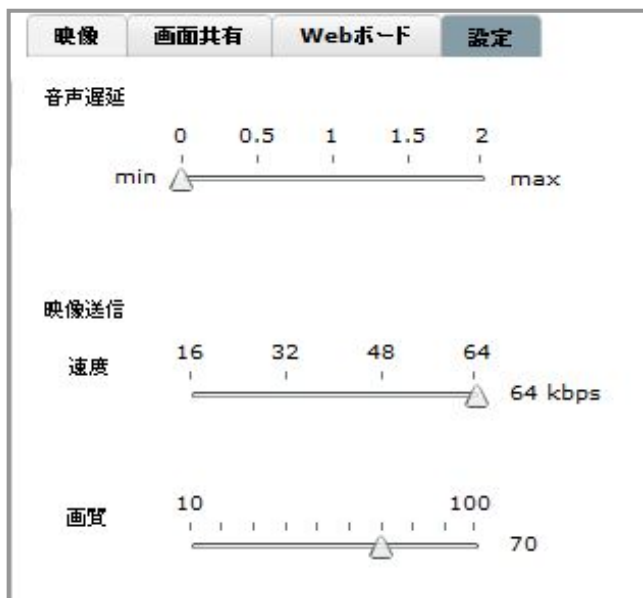 映像 画面共有 Webボード 設定
音声遅延
0 0.5 1 1.5 2
min max
映像送信
16 32 48 64
速度 64 kbps
10 100
画質 70